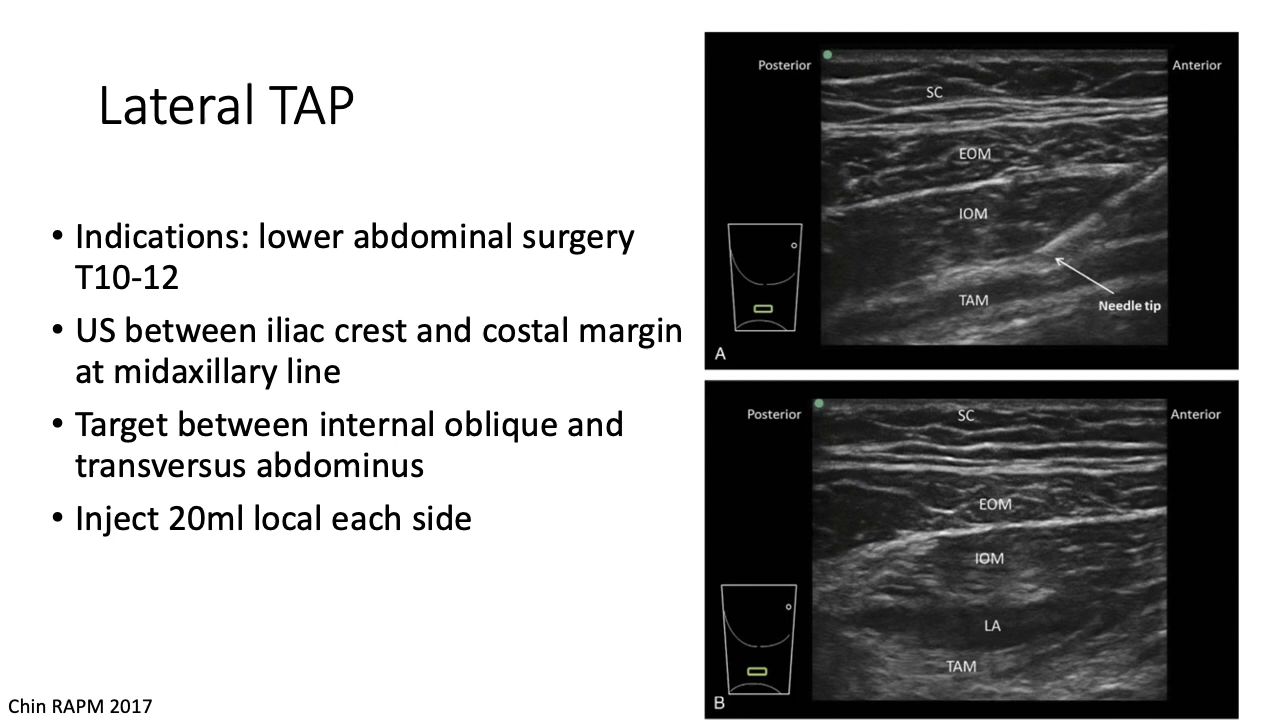 Lateral TAP
• Indications: lower abdominal surgery
T10-12
• US between iliac crest and costal margin
at midaxillary line
• Target between internal oblique and
transversus abdominus
• Inject 20ml local each side
Chin RAPM 2017
Posterior
Anterior
SC
EOM
IOM
TAM
Needle tip
A
Posterior
Anterior
SC
EOM
IOM
LA
TAM
B